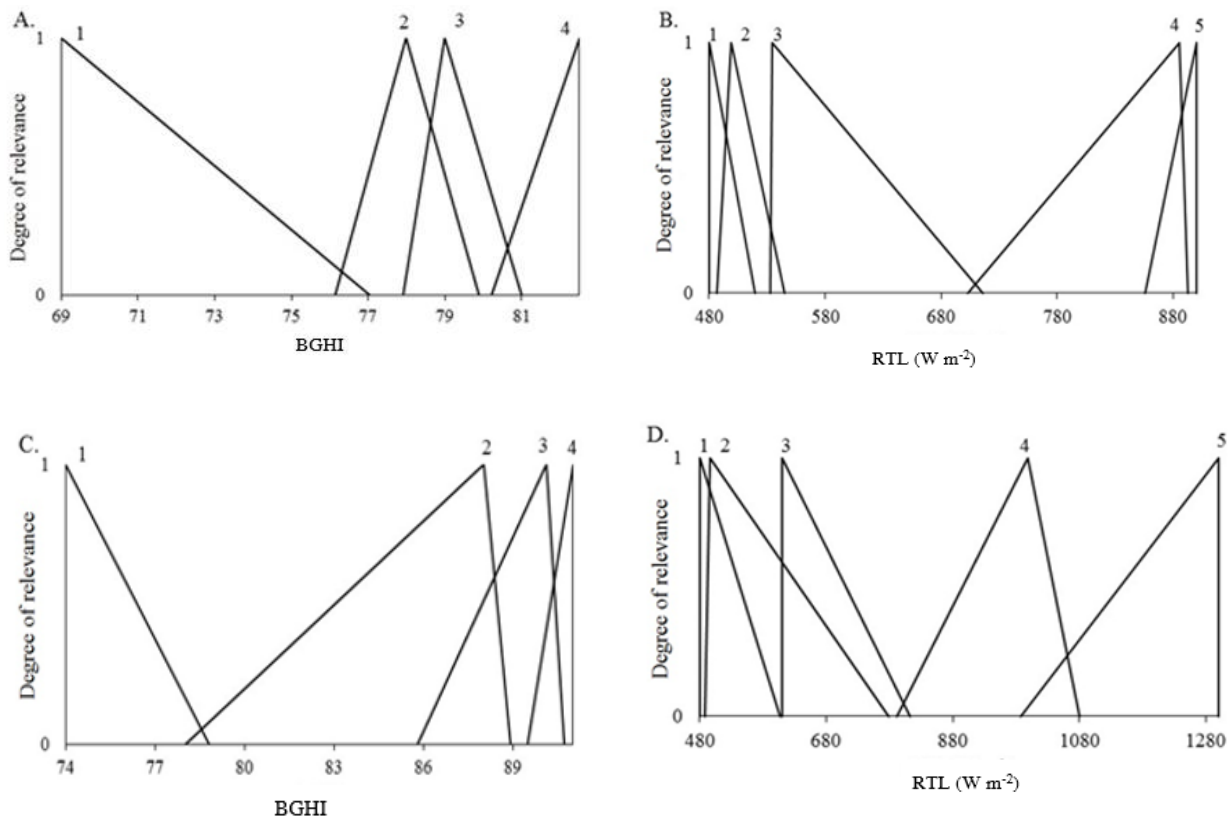 A.
1 2 3 4
1
Degree of relevance
0
69 71 73 75 77 79 81
BGHI
B.
1 2 3 4 5
1
Degree of relevance
0
480 580 680 780 880
RTL (W m-2)
C.
1 2 3 4
1
Degree of relevance
0
74 77 80 83 86 89
BGHI
D.
1 2 3 4 5
1
Degree of relevance
0
480 680 880 1080 1280
RTL (W m-2)